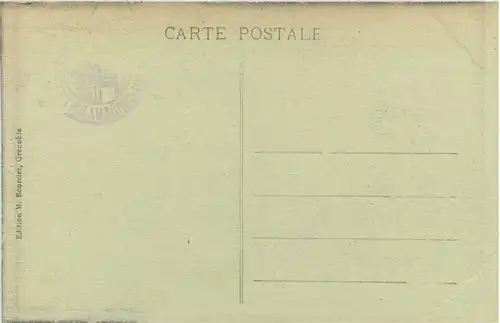 CARTE POSTALE
Edition M. Bourcier, Grenoble